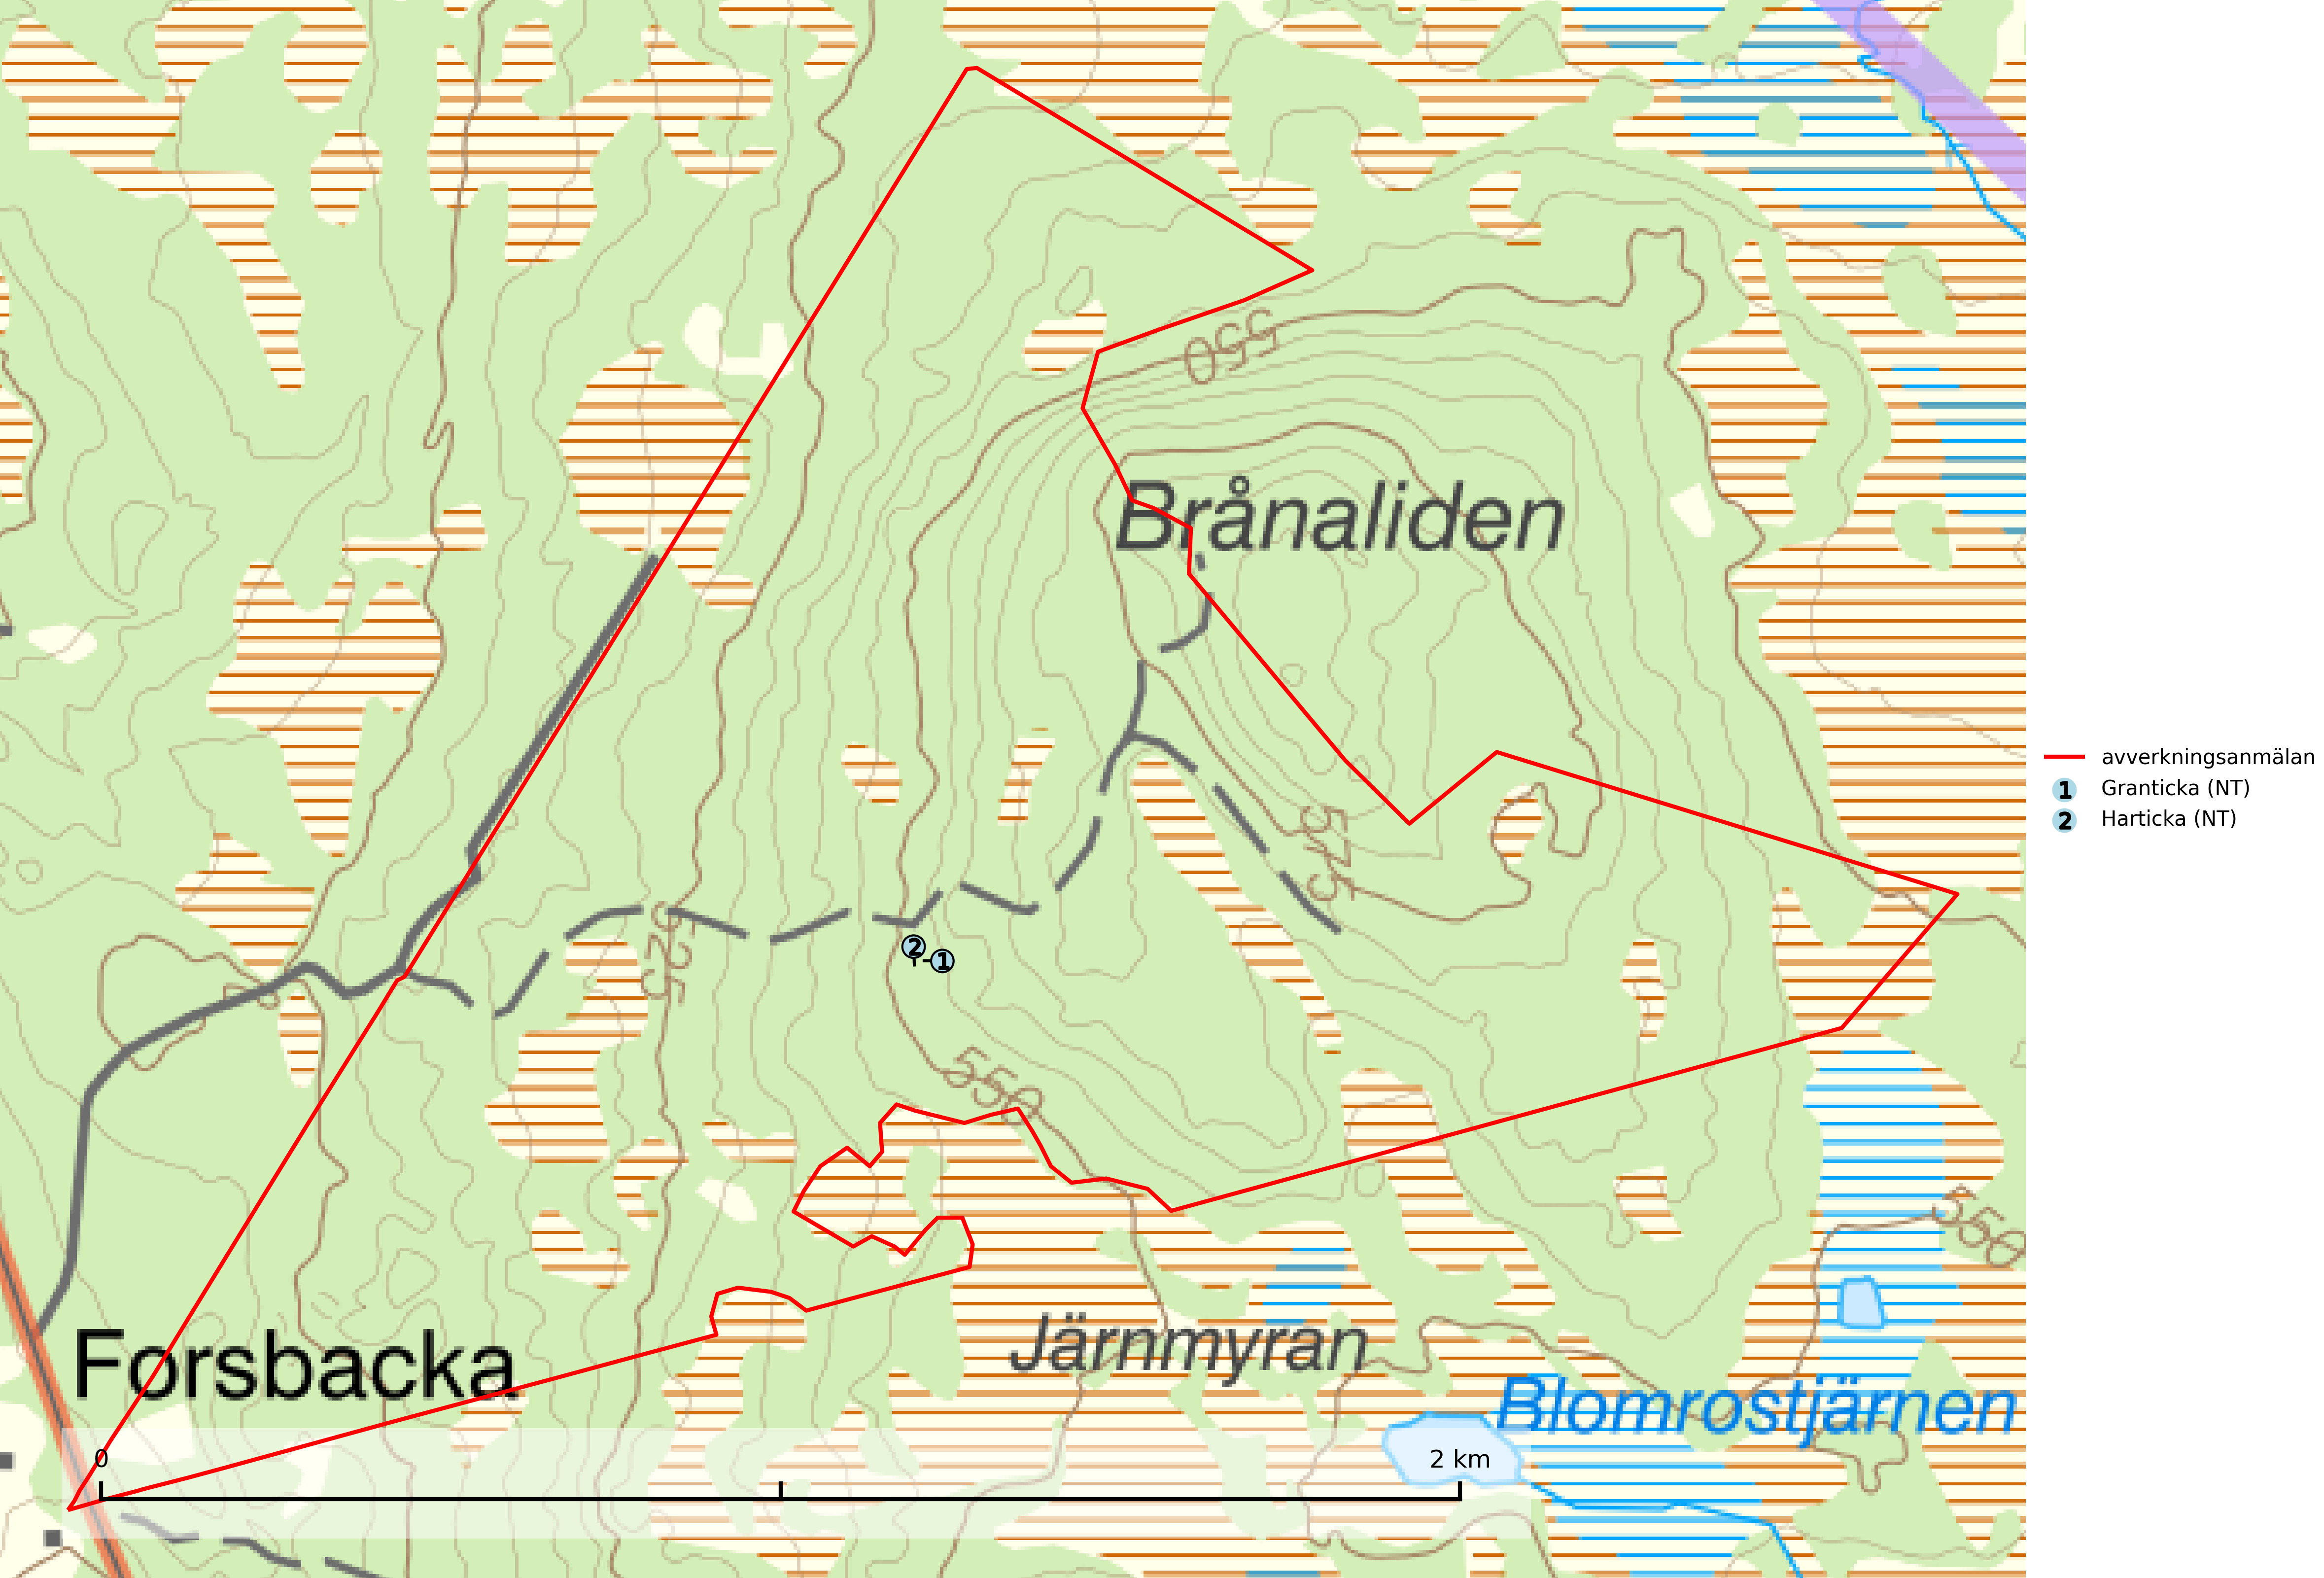 550
Brånaliden
575
525
550
550
Järnmyran
Forsbacka
Blomrostjärnen
0
2 km
avverkningsanmälan
1 Granticka (NT)
2 Harticka (NT)
2
1